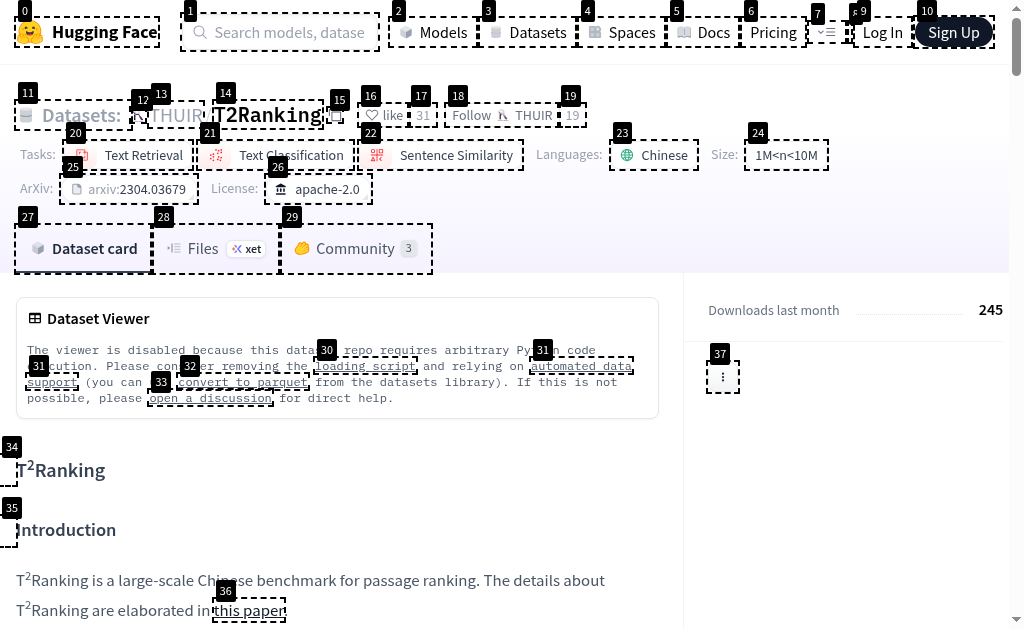 0 1 2 3 4 5 6 7 8 9 10
Hugging Face Search models, datase Models Datasets Spaces Docs Pricing Log In Sign Up
11 12 13 14 15 16 17 18 19
Datasets: THUIR T2Ranking like 31 Follow THUIR 19
20 21 22 23 24
Tasks: Text Retrieval Text Classification Sentence Similarity Languages: Chinese Size: 1M<n<10M
25 26
ArXiv: arxiv:2304.03679 License: apache-2.0
27 28 29
Dataset card Files xet Community 3
Dataset Viewer
Downloads last month 245
The viewer is disabled because this data 30 repo requires arbitrary Py 31 on code
31 cution. Please con 32 er removing the loading script and relying on automated data
support (you can 33 convert to parquet from the datasets library). If this is not
possible, please open a discussion for direct help.
37
34
T²Ranking
35
Introduction
T²Ranking is a large-scale Chinese benchmark for passage ranking. The details about
36
T²Ranking are elaborated in this paper.